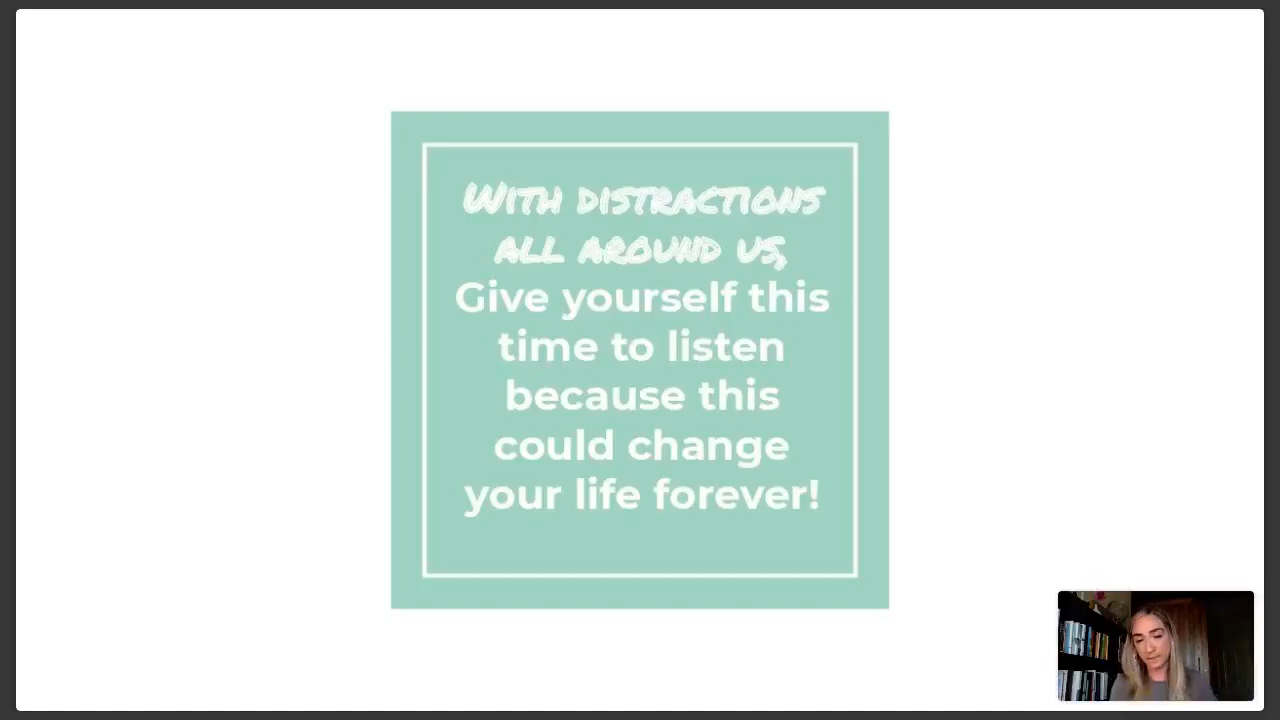 WITH DISTRACTIONS
ALL AROUND US,
Give yourself this
time to listen
because this
could change
your life forever!